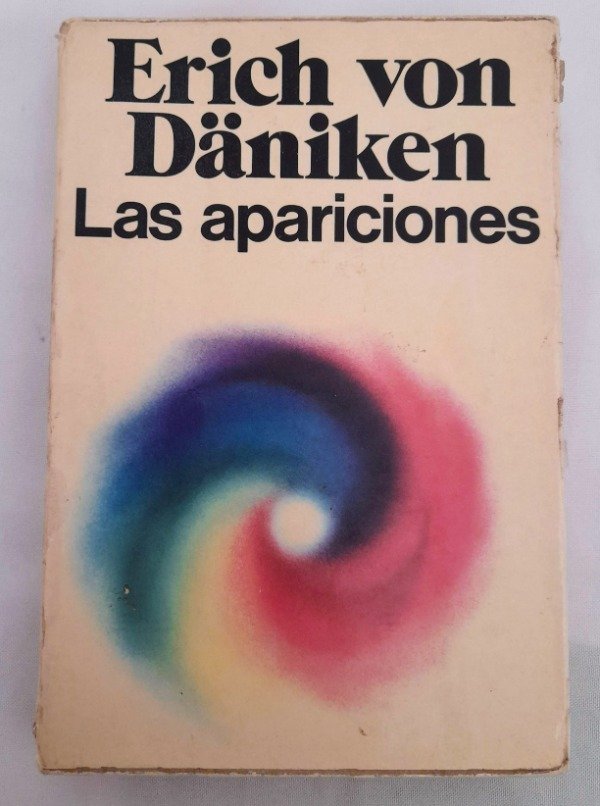 Erich von
Däniken
Las apariciones